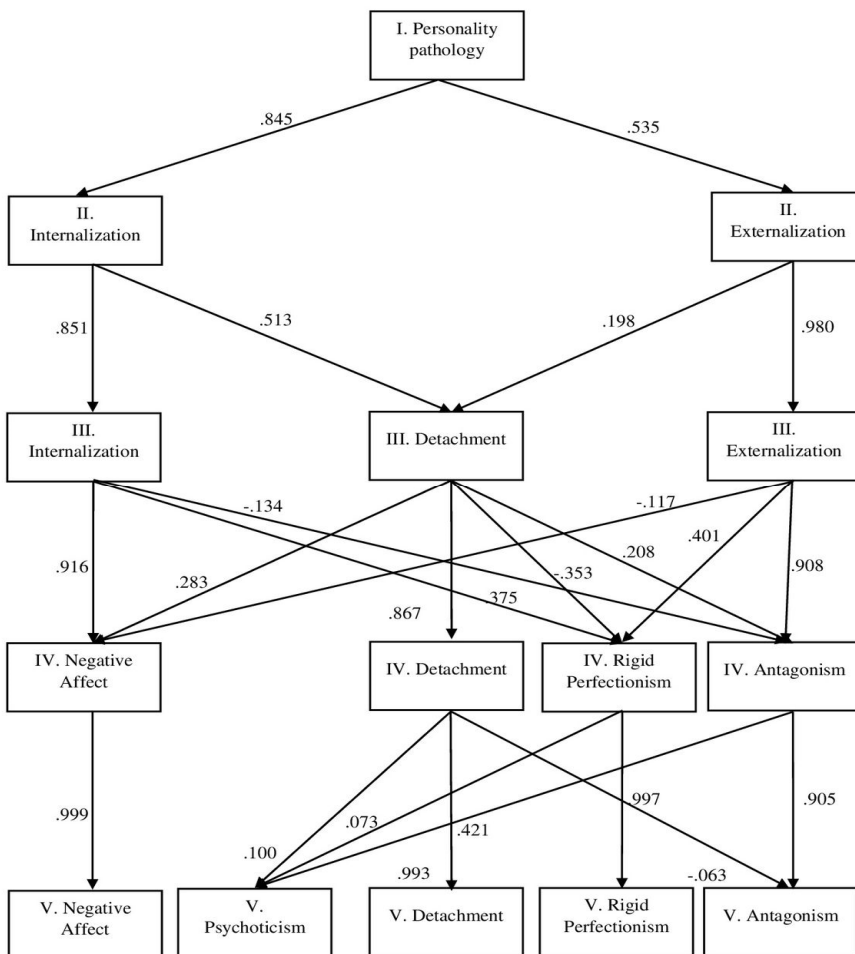 I. Personality
pathology
.845
.535
II.
Internalization
II.
Externalization
.851
.513
.198
.980
III.
Internalization
III. Detachment
III.
Externalization
-.134
-.117
.916
.283
.375
-.353
.208
.401
.908
.867
IV. Negative
Affect
IV. Detachment
IV. Rigid
Perfectionism
IV. Antagonism
.999
.100
.073
.421
.997
.905
.993
-.063
V. Negative
Affect
V.
Psychoticism
V. Detachment
V. Rigid
Perfectionism
V. Antagonism